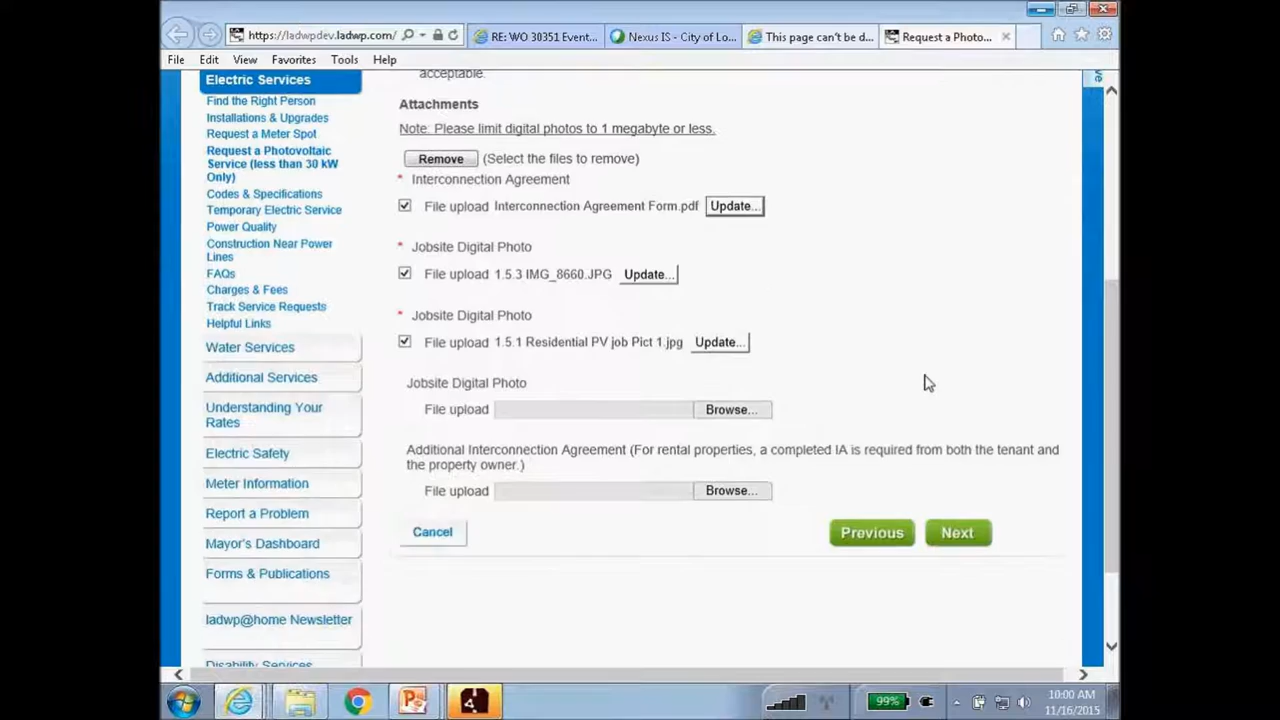 https://ladwpdev.ladwp.com/
RE: WO 30351 Event...
Nexus IS - City of Lo...
This page can't be d...
Request a Photo...
File Edit View Favorites Tools Help
Electric Services
Find the Right Person
Installations & Upgrades
Request a Meter Spot
Request a Photovoltaic
Service (less than 30 kW
Only)
Codes & Specifications
Temporary Electric Service
Power Quality
Construction Near Power
Lines
FAQs
Charges & Fees
Track Service Requests
Helpful Links
Water Services
Additional Services
Understanding Your
Rates
Electric Safety
Meter Information
Report a Problem
Mayor's Dashboard
Forms & Publications
ladwp@home Newsletter
Disability Services
acceptable.
Attachments
Note: Please limit digital photos to 1 megabyte or less.
Remove (Select the files to remove)
* Interconnection Agreement
File upload Interconnection Agreement Form.pdf Update...
* Jobsite Digital Photo
File upload 1.5.3 IMG_8660.JPG Update...
* Jobsite Digital Photo
File upload 1.5.1 Residential PV job Pict 1.jpg Update...
Jobsite Digital Photo
File upload Browse...
Additional Interconnection Agreement (For rental properties, a completed IA is required from both the tenant and
the property owner.)
File upload Browse...
Cancel Previous Next
99%
10:00 AM
11/16/2015